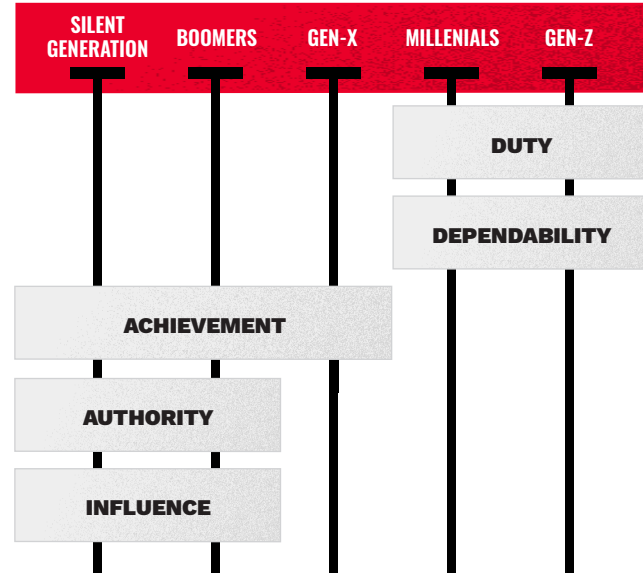 SILENT
GENERATION
BOOMERS
GEN-X
MILLENIALS
GEN-Z
DUTY
DEPENDABILITY
ACHIEVEMENT
AUTHORITY
INFLUENCE